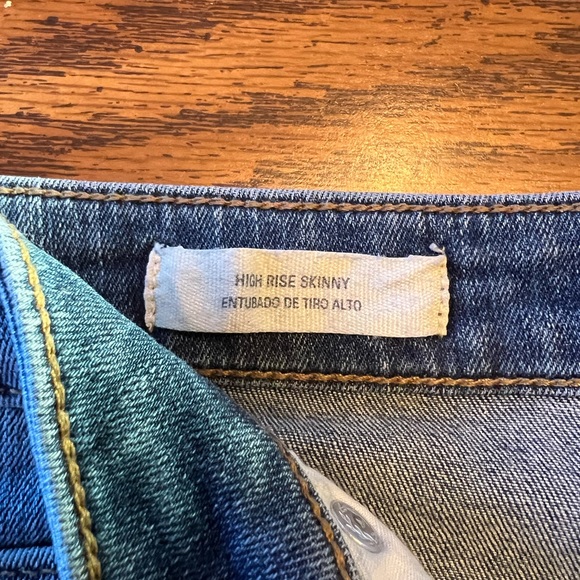 HIGH RISE SKINNY
ENTUBADO DE TIRO ALTO